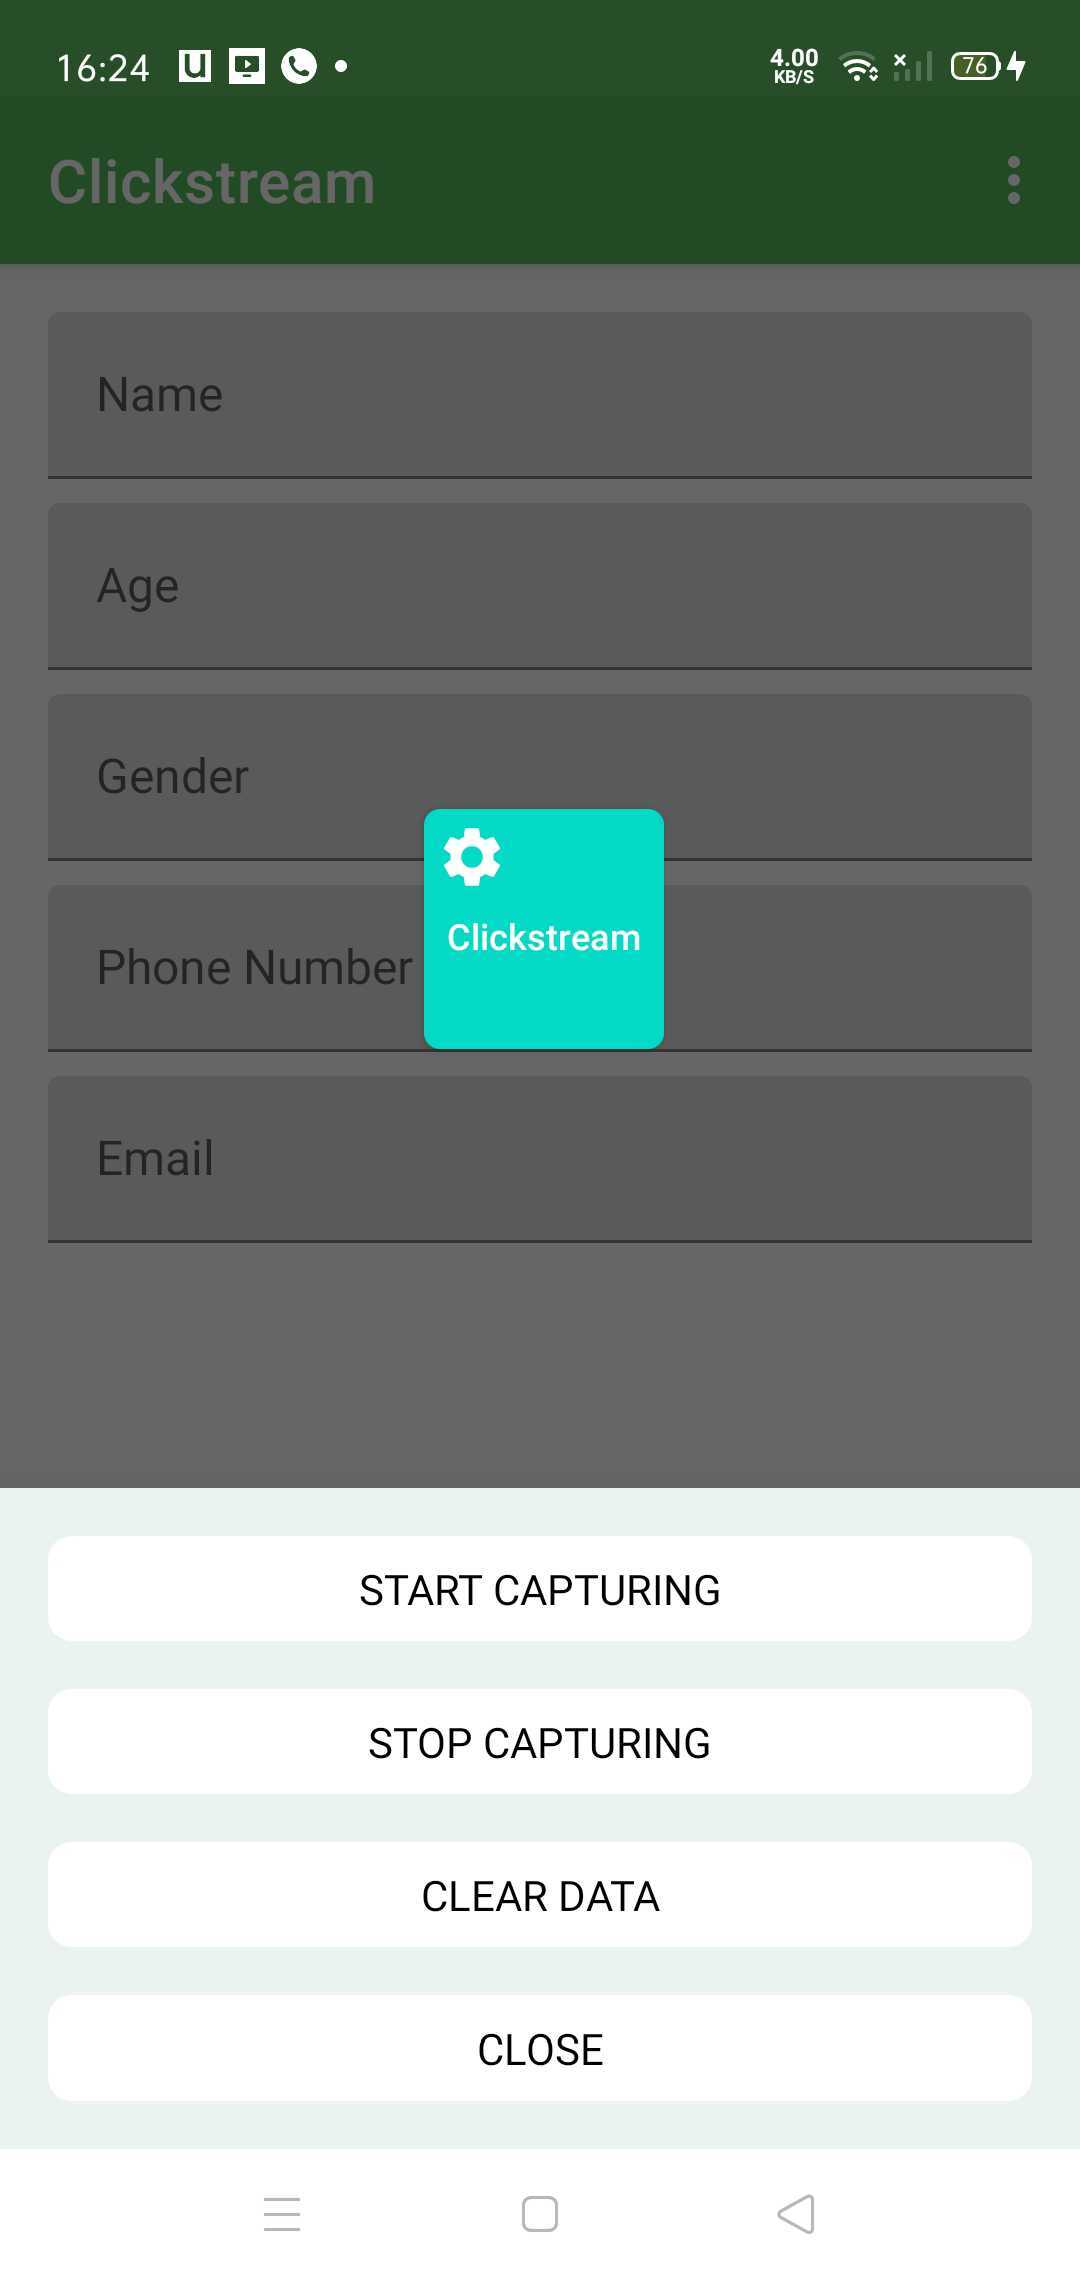 16:24
4.00
KB/S
76
Clickstream
Name
Age
Gender
Clickstream
Phone Number
Email
START CAPTURING
STOP CAPTURING
CLEAR DATA
CLOSE